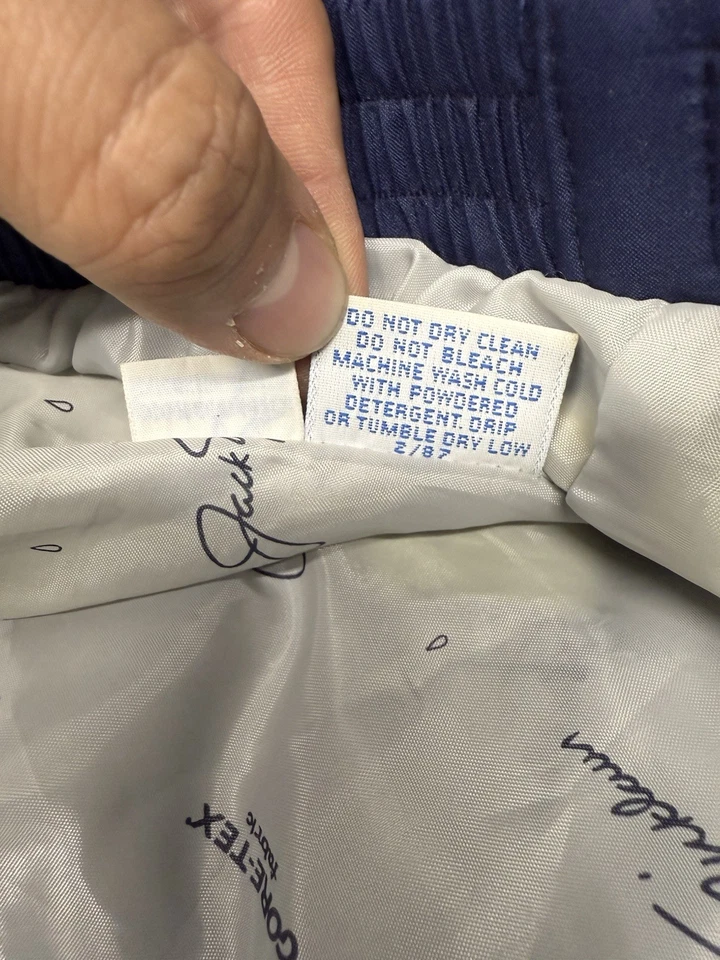 DO NOT DRY CLEAN
DO NOT BLEACH
MACHINE WASH COLD
WITH POWDERED
DETERGENT. DRIP
OR TUMBLE DRY LOW
2/87
Jack
GORE-TEX
fabric